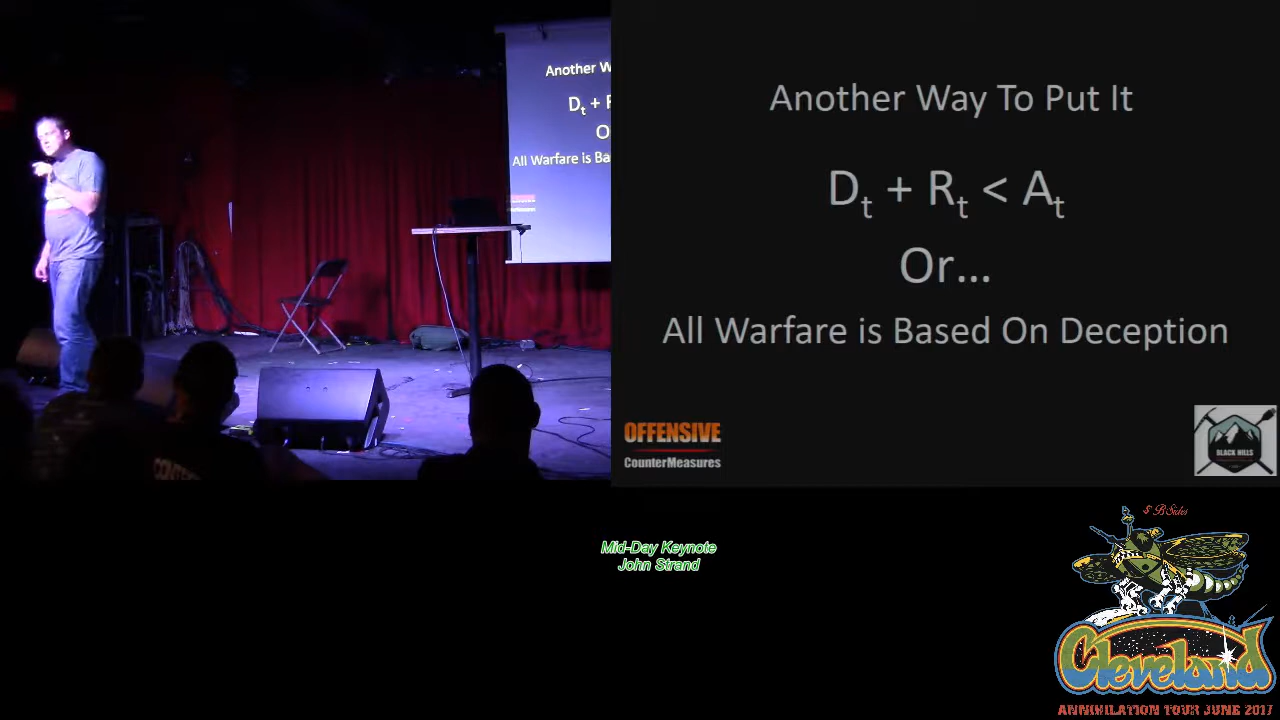 Another W
Dt + R
O
All Warfare is Ba
Another Way To Put It
Dt + Rt < At
Or...
All Warfare is Based On Deception
OFFENSIVE
CounterMeasures
BLACK HILLS
Mid-Day Keynote
John Strand
BSides
Cleveland
ANNIHILATION TOUR JUNE 2017